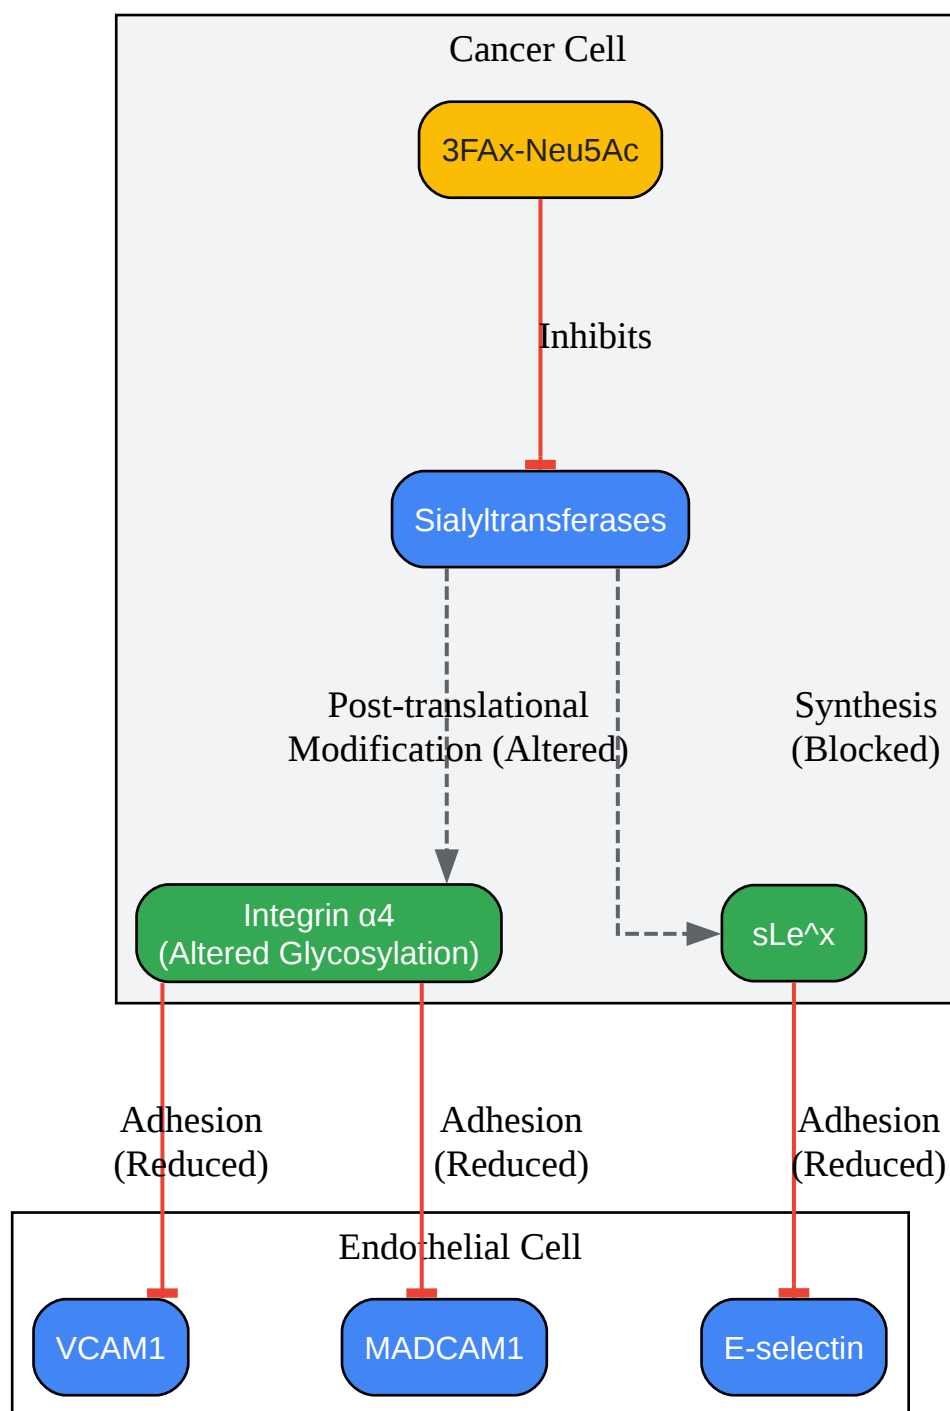 Cancer Cell
3FAx-Neu5Ac
Inhibits
Sialyltransferases
Post-translational
Modification (Altered)
Synthesis
(Blocked)
Integrin α4
(Altered Glycosylation)
sLe^x
Adhesion
(Reduced)
Adhesion
(Reduced)
Adhesion
(Reduced)
Endothelial Cell
VCAM1
MADCAM1
E-selectin